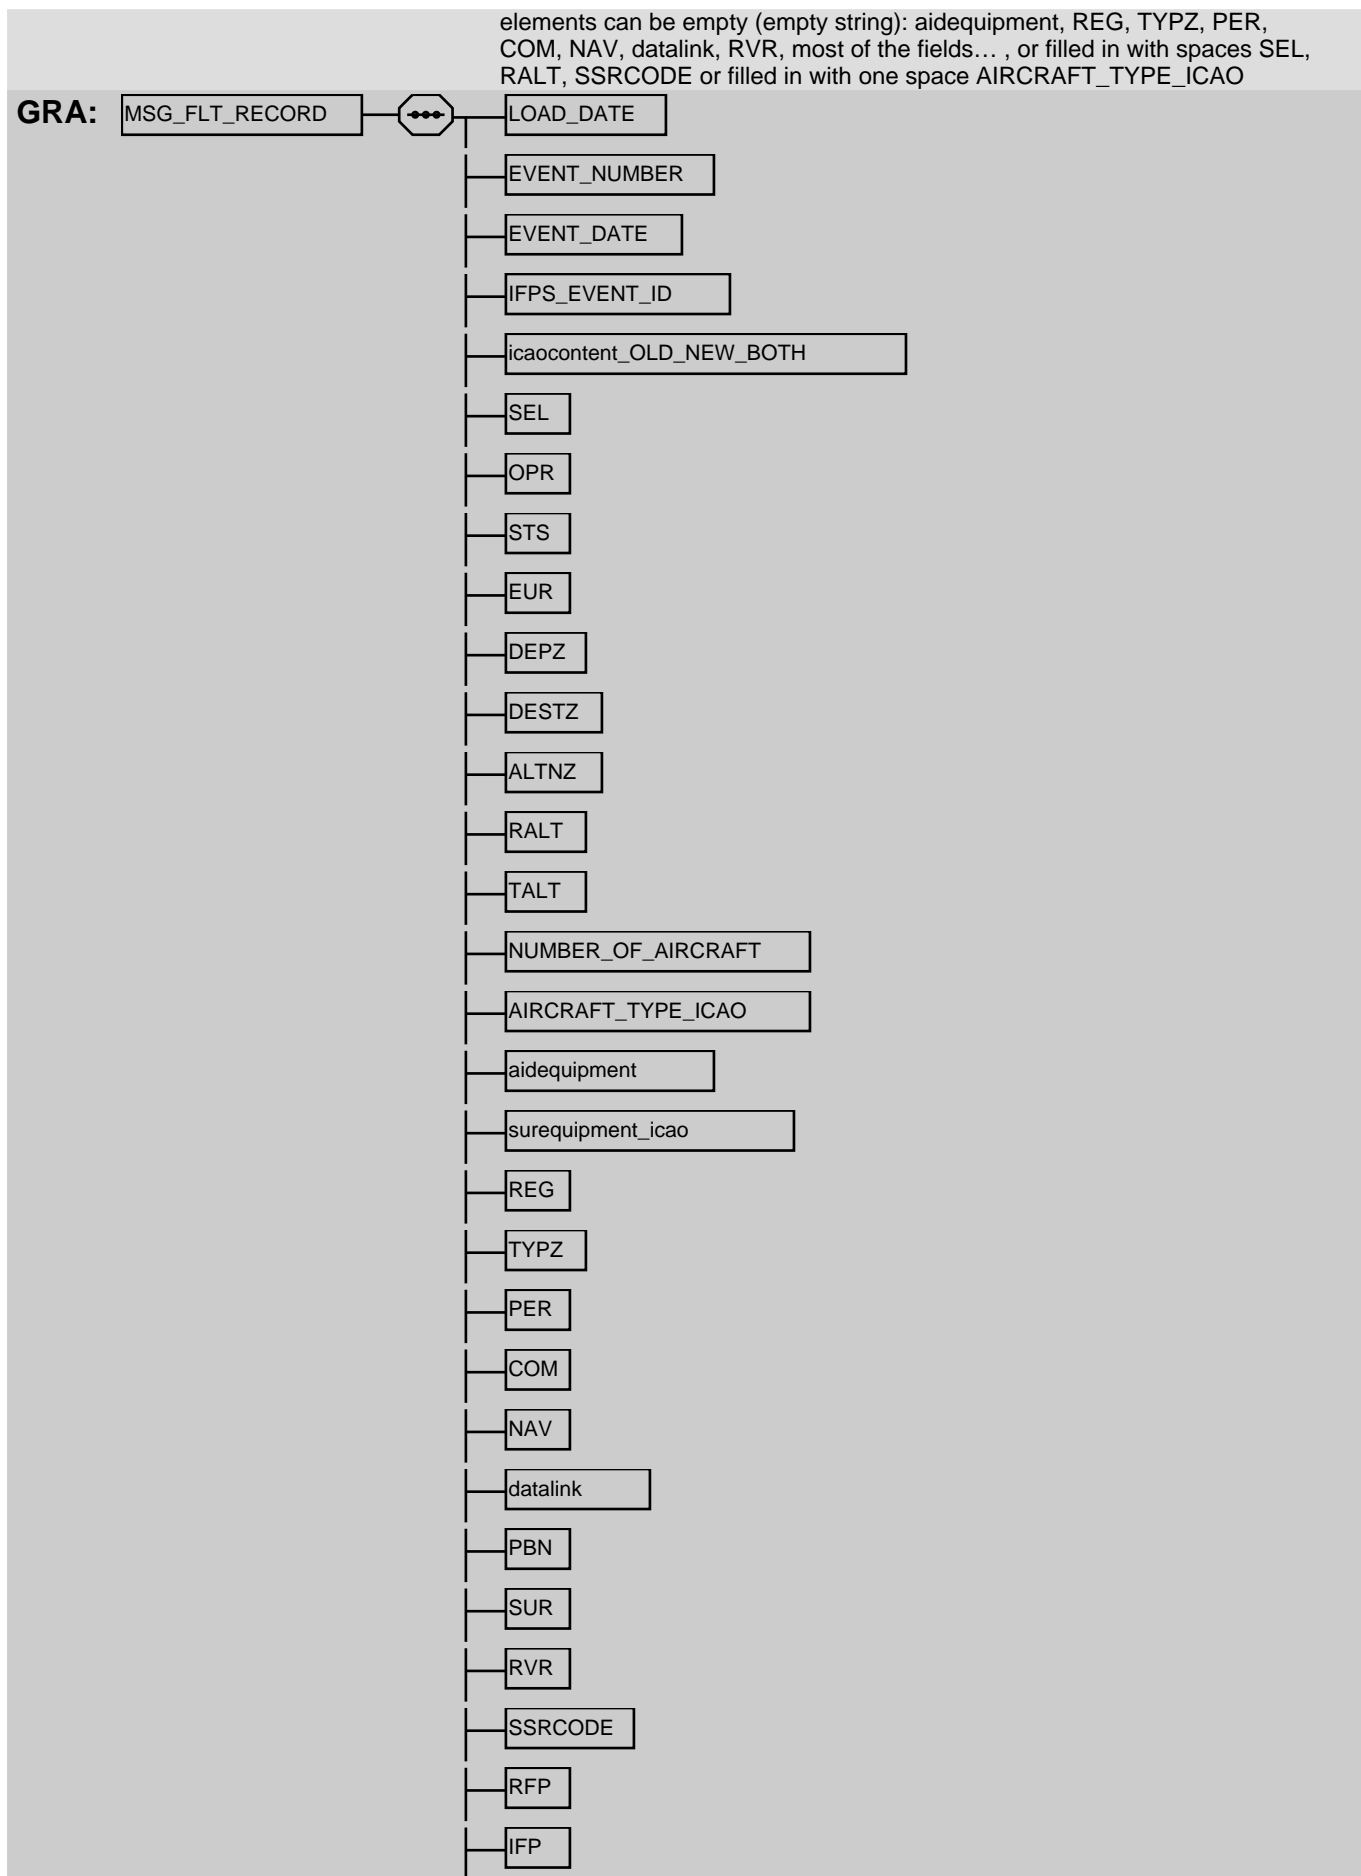 elements can be empty (empty string): aidequipment, REG, TYPZ, PER,
COM, NAV, datalink, RVR, most of the fields… , or filled in with spaces SEL,
RALT, SSRCODE or filled in with one space AIRCRAFT_TYPE_ICAO
GRA: MSG_FLT_RECORD LOAD_DATE
EVENT_NUMBER
EVENT_DATE
IFPS_EVENT_ID
icaocontent_OLD_NEW_BOTH
SEL
OPR
STS
EUR
DEPZ
DESTZ
ALTNZ
RALT
TALT
NUMBER_OF_AIRCRAFT
AIRCRAFT_TYPE_ICAO
aidequipment
surequipment_icao
REG
TYPZ
PER
COM
NAV
datalink
PBN
SUR
RVR
SSRCODE
RFP
IFP